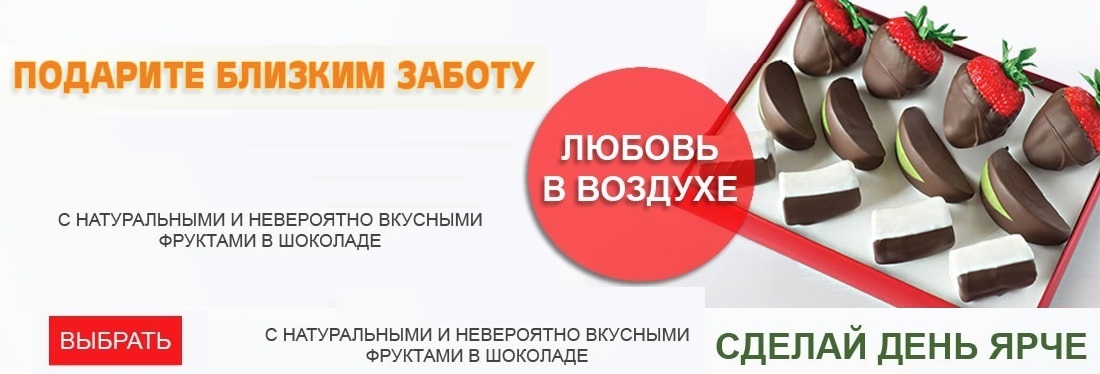 ПОДАРИТЕ БЛИЗКИМ ЗАБОТУ
ЛЮБОВЬ
В ВОЗДУХЕ
С НАТУРАЛЬНЫМИ И НЕВЕРОЯТНО ВКУСНЫМИ
ФРУКТАМИ В ШОКОЛАДЕ
ВЫБРАТЬ
С НАТУРАЛЬНЫМИ И НЕВЕРОЯТНО ВКУСНЫМИ
ФРУКТАМИ В ШОКОЛАДЕ
СДЕЛАЙ ДЕНЬ ЯРЧЕ